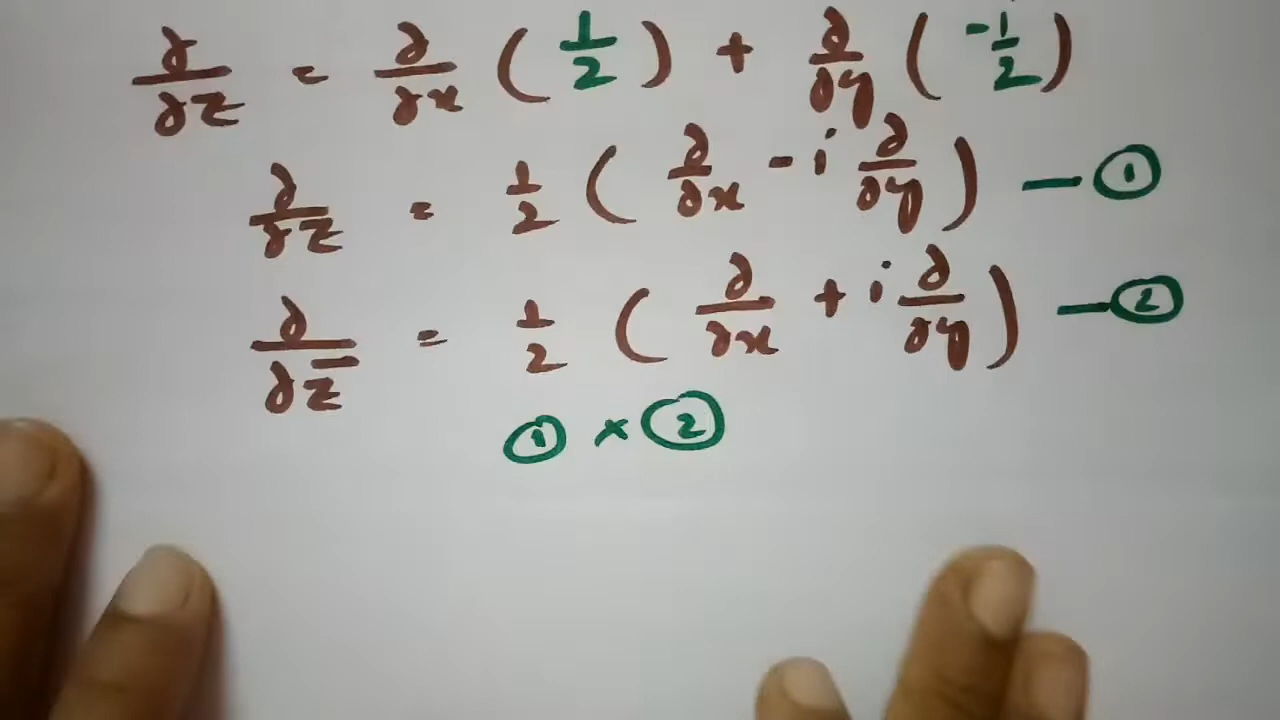 ∂/∂z = ∂/∂x (1/2) + ∂/∂y (-1/2)
∂/∂z = 1/2 (∂/∂x - i ∂/∂y) — ①
∂/∂z̅ = 1/2 (∂/∂x + i ∂/∂y) — ②
① × ②